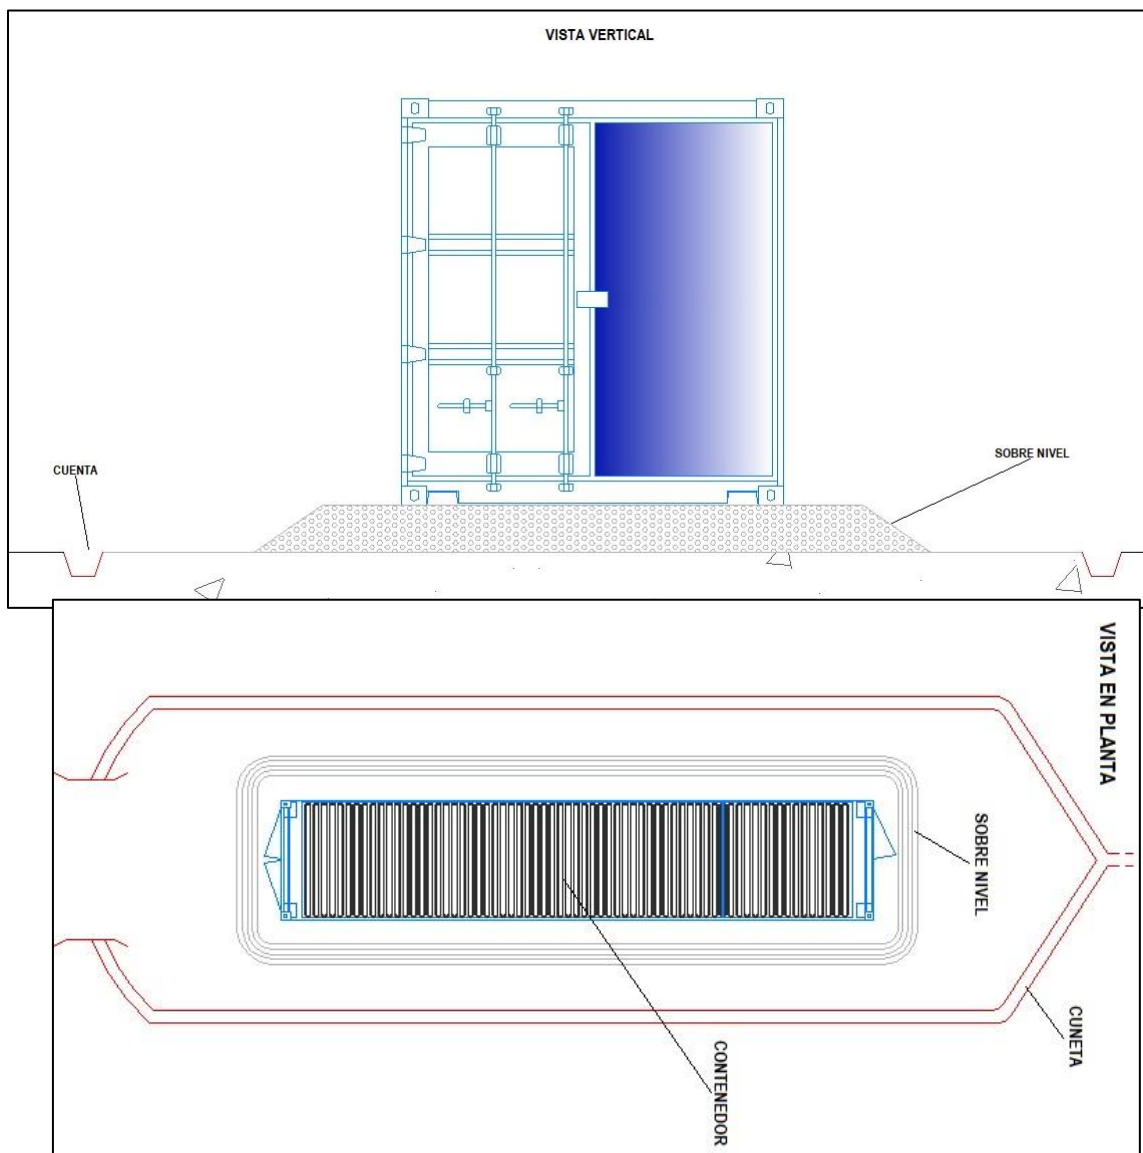 VISTA VERTICAL
CUENTA
SOBRE NIVEL
VISTA EN PLANTA
SOBRE NIVEL
CUNETA
CONTENEDOR